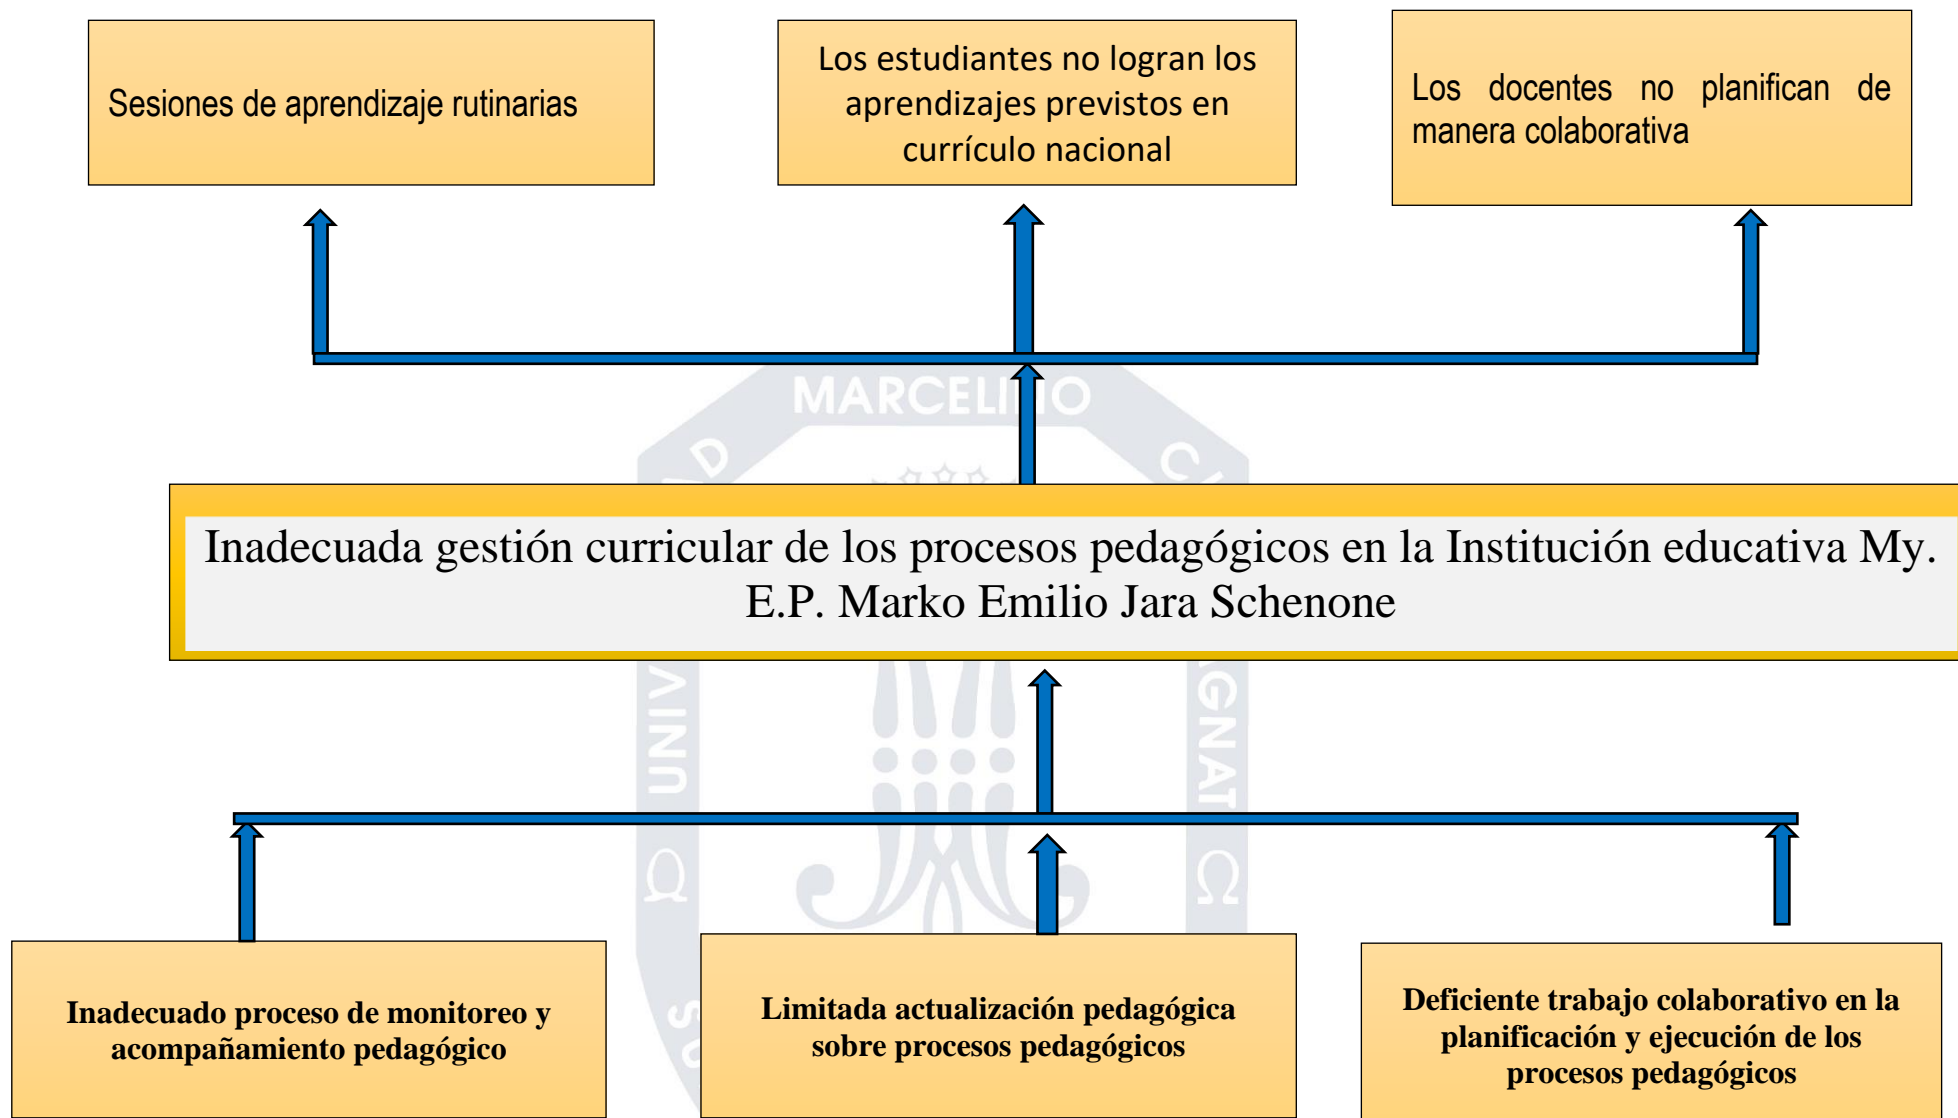 Sesiones de aprendizaje rutinarias
Los estudiantes no logran los
aprendizajes previstos en
currículo nacional
Los docentes no planifican de
manera colaborativa
MARCELINO
Inadecuada gestión curricular de los procesos pedagógicos en la Institución educativa My.
E.P. Marko Emilio Jara Schenone
Inadecuado proceso de monitoreo y
acompañamiento pedagógico
Limitada actualización pedagógica
sobre procesos pedagógicos
Deficiente trabajo colaborativo en la
planificación y ejecución de los
procesos pedagógicos